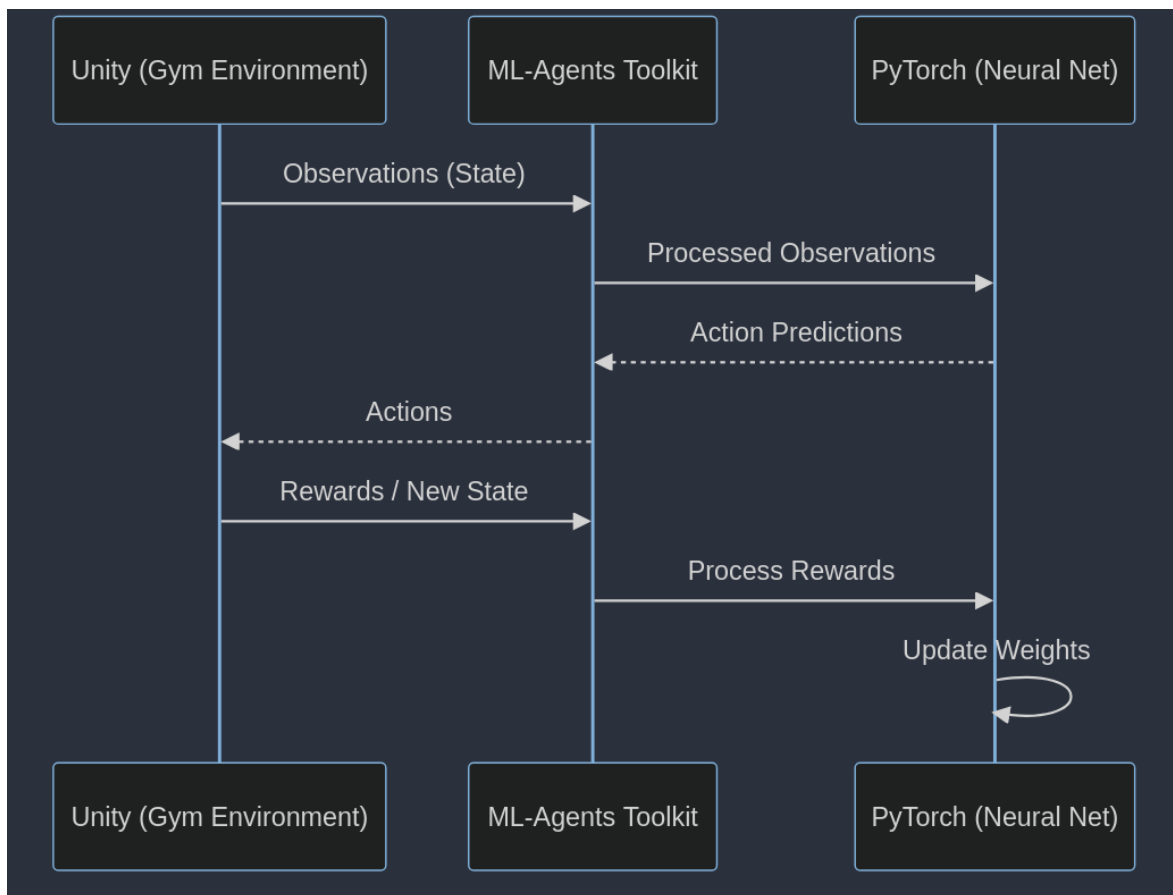 Unity (Gym Environment)
ML-Agents Toolkit
PyTorch (Neural Net)
Observations (State)
Processed Observations
Action Predictions
Actions
Rewards / New State
Process Rewards
Update Weights
Unity (Gym Environment)
ML-Agents Toolkit
PyTorch (Neural Net)